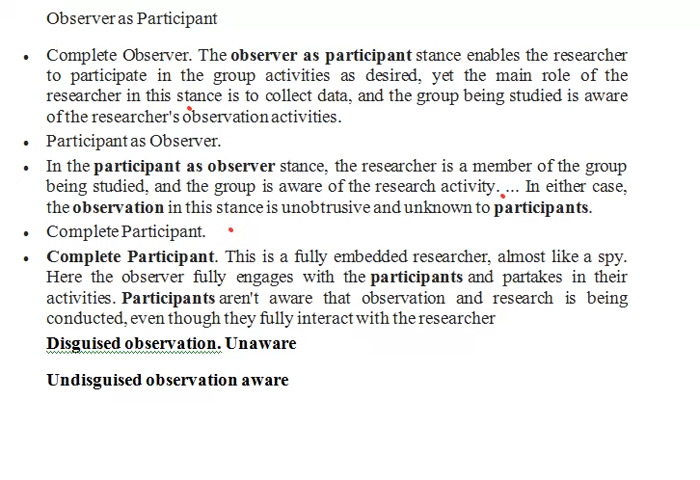 Observer as Participant
• Complete Observer. The observer as participant stance enables the researcher
to participate in the group activities as desired, yet the main role of the
researcher in this stance is to collect data, and the group being studied is aware
of the researcher's observation activities.
• Participant as Observer.
• In the participant as observer stance, the researcher is a member of the group
being studied, and the group is aware of the research activity. ... In either case,
the observation in this stance is unobtrusive and unknown to participants.
• Complete Participant.
• Complete Participant. This is a fully embedded researcher, almost like a spy.
Here the observer fully engages with the participants and partakes in their
activities. Participants aren't aware that observation and research is being
conducted, even though they fully interact with the researcher
Disguised observation. Unaware
Undisguised observation aware